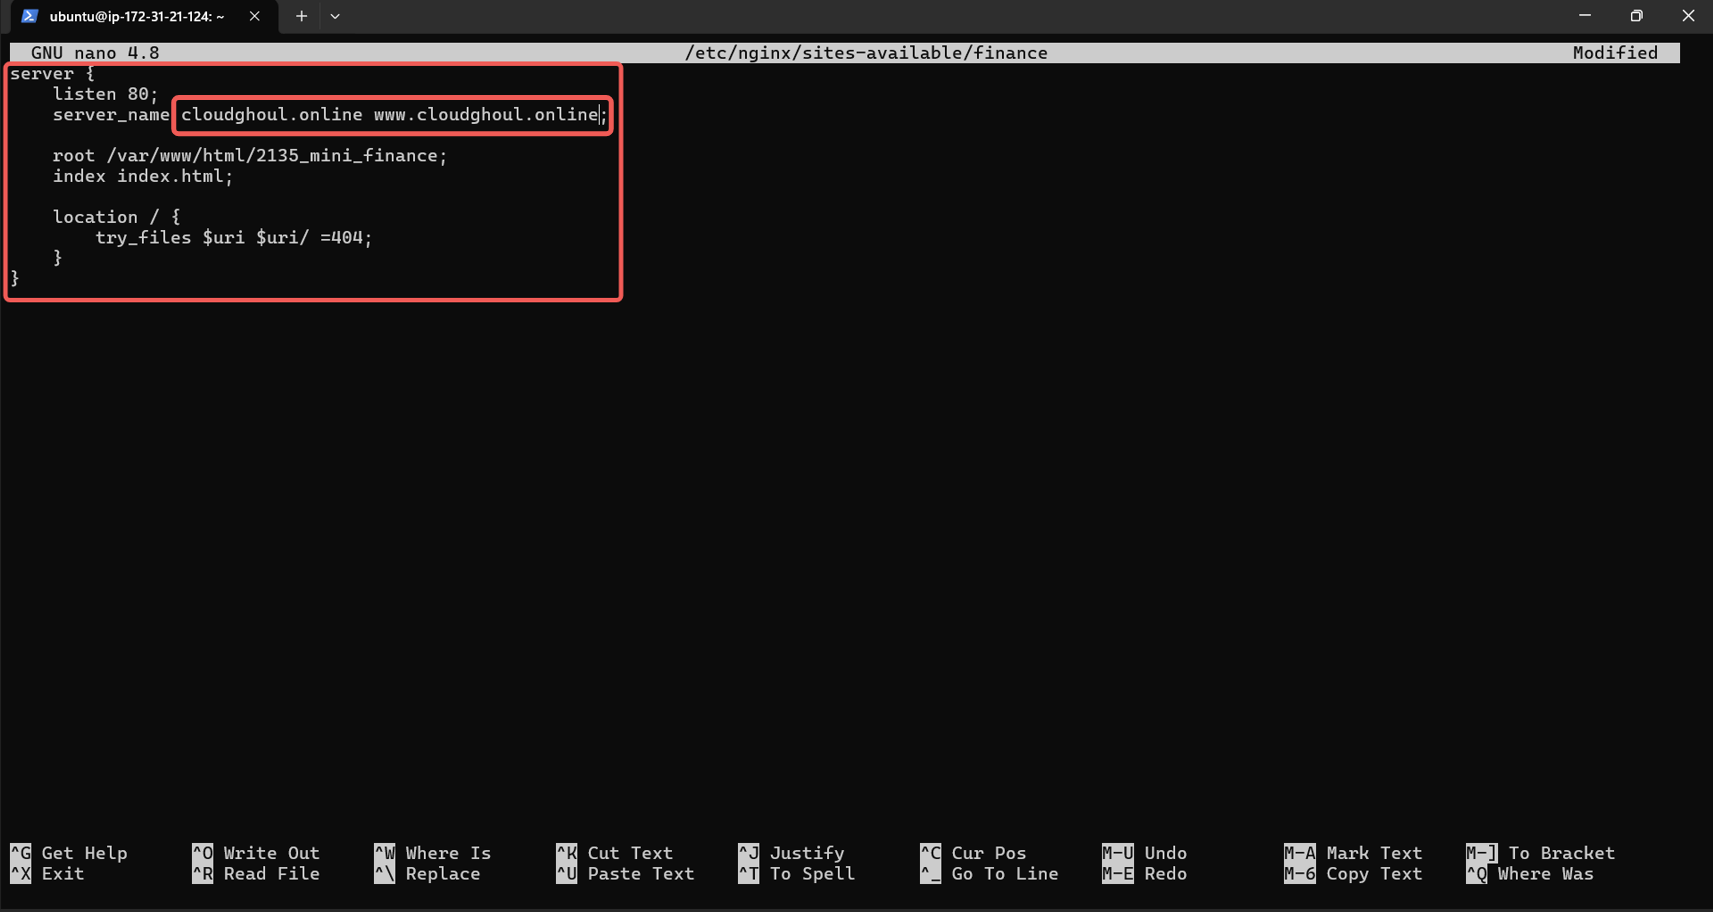 ubuntu@ip-172-31-21-124: ~
GNU nano 4.8 /etc/nginx/sites-available/finance Modified
server {
    listen 80;
    server_name cloudghoul.online www.cloudghoul.online;
    root /var/www/html/2135_mini_finance;
    index index.html;
    location / {
        try_files $uri $uri/ =404;
    }
}
^G Get Help ^O Write Out ^W Where Is ^K Cut Text ^J Justify ^C Cur Pos M-U Undo M-A Mark Text M-] To Bracket
^X Exit ^R Read File ^\ Replace ^U Paste Text ^T To Spell ^_ Go To Line M-E Redo M-6 Copy Text ^Q Where Was